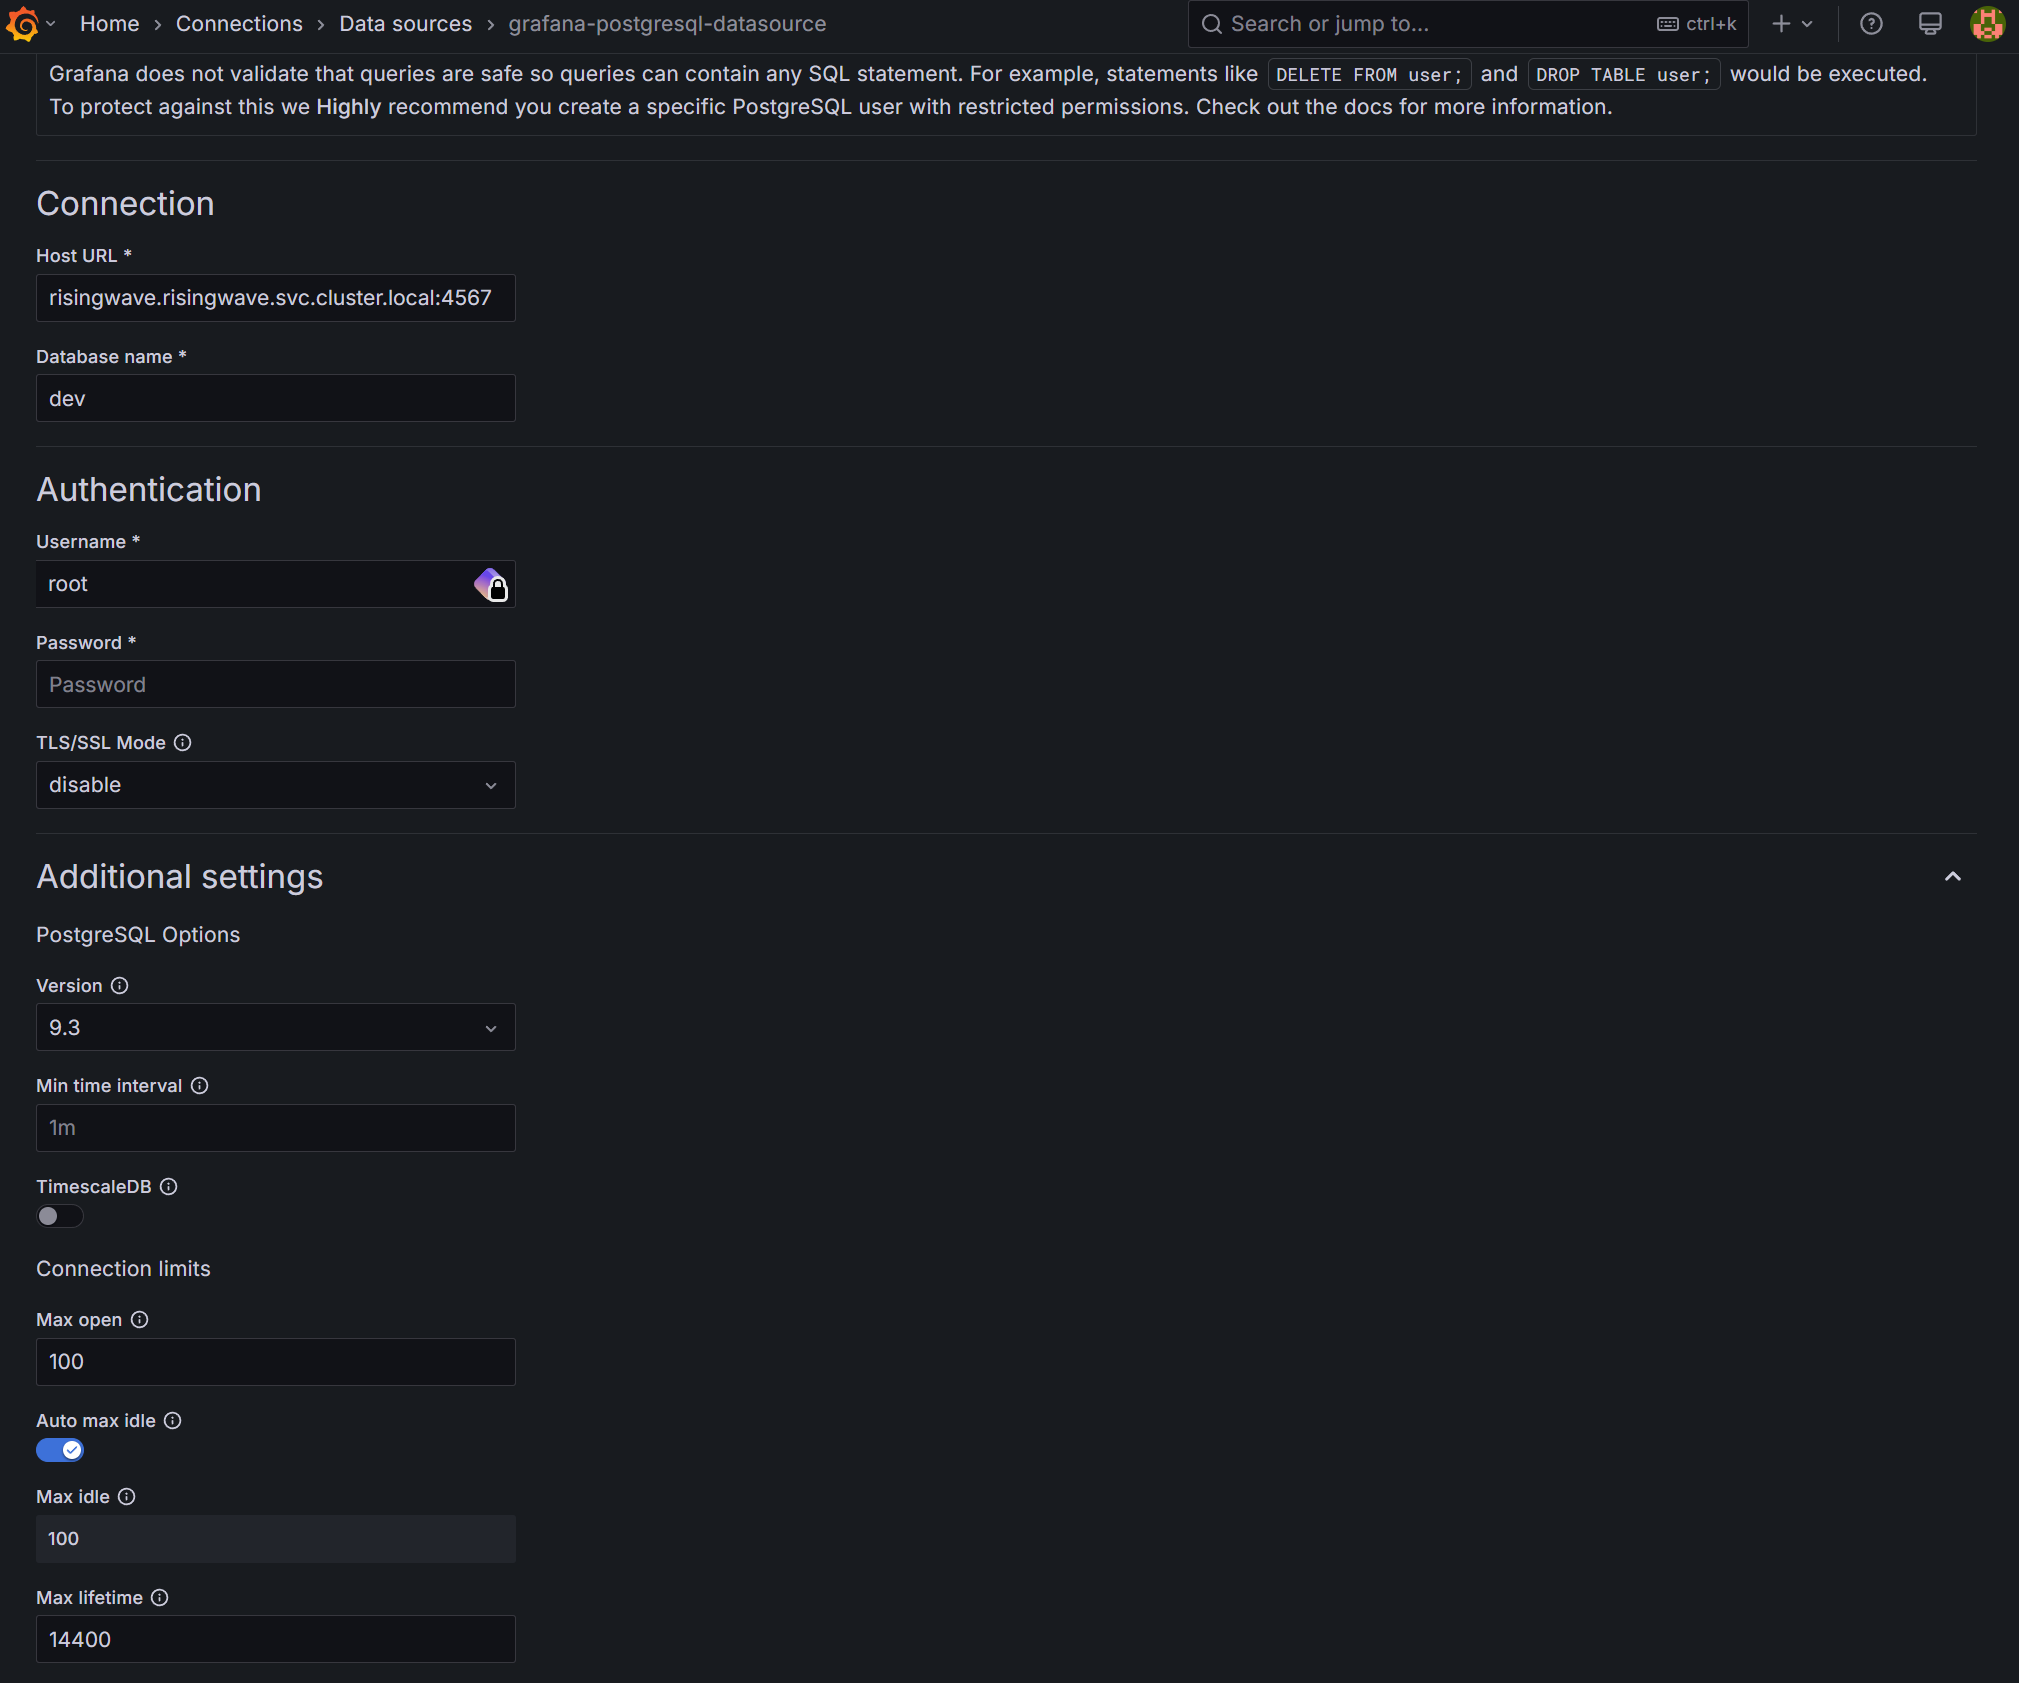 Home › Connections › Data sources › grafana-postgresql-datasource
Search or jump to... ctrl+k
Grafana does not validate that queries are safe so queries can contain any SQL statement. For example, statements like DELETE FROM user; and DROP TABLE user; would be executed.
To protect against this we Highly recommend you create a specific PostgreSQL user with restricted permissions. Check out the docs for more information.
Connection
Host URL *
risingwave.risingwave.svc.cluster.local:4567
Database name *
dev
Authentication
Username *
root
Password *
Password
TLS/SSL Mode
disable
Additional settings
PostgreSQL Options
Version
9.3
Min time interval
1m
TimescaleDB
Connection limits
Max open
100
Auto max idle
Max idle
100
Max lifetime
14400